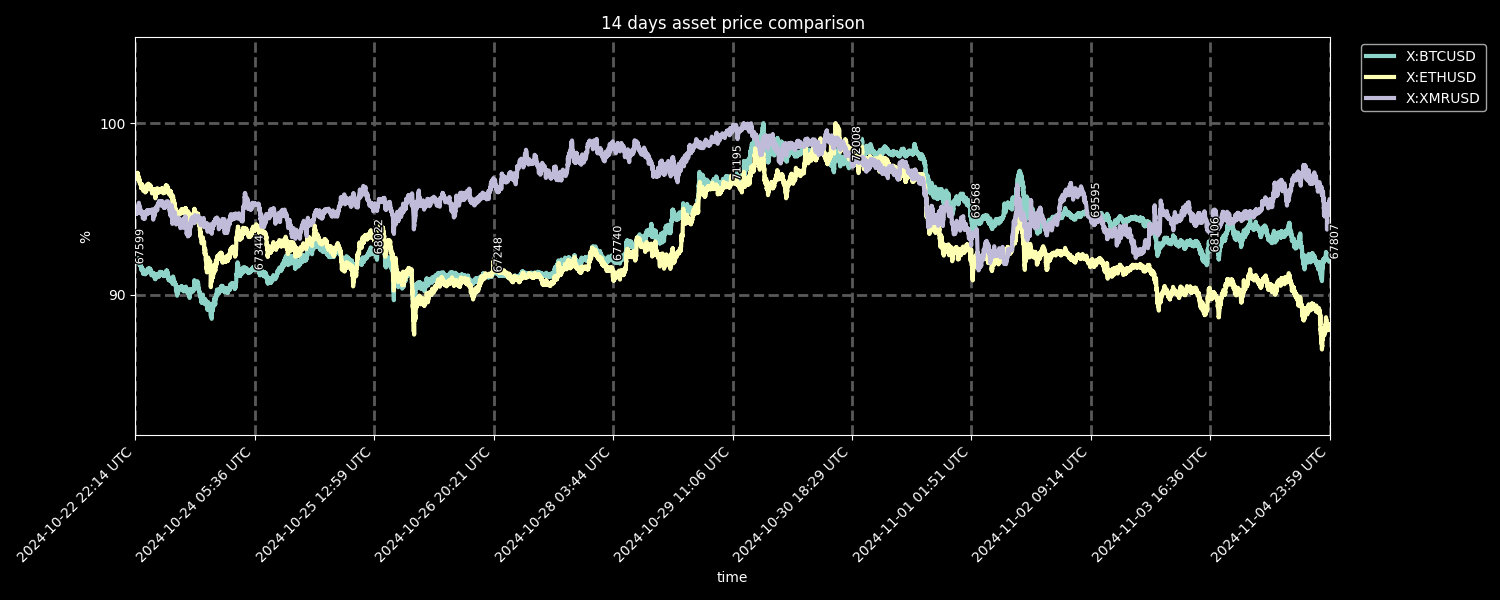 14 days asset price comparison
X:BTCUSD
X:ETHUSD
X:XMRUSD
100
90
%
67599
67344
68022
67248
67740
71195
72008
69568
69595
68106
67807
2024-10-22 22:14 UTC
2024-10-24 05:36 UTC
2024-10-25 12:59 UTC
2024-10-26 20:21 UTC
2024-10-28 03:44 UTC
2024-10-29 11:06 UTC
2024-10-30 18:29 UTC
2024-11-01 01:51 UTC
2024-11-02 09:14 UTC
2024-11-03 16:36 UTC
2024-11-04 23:59 UTC
time